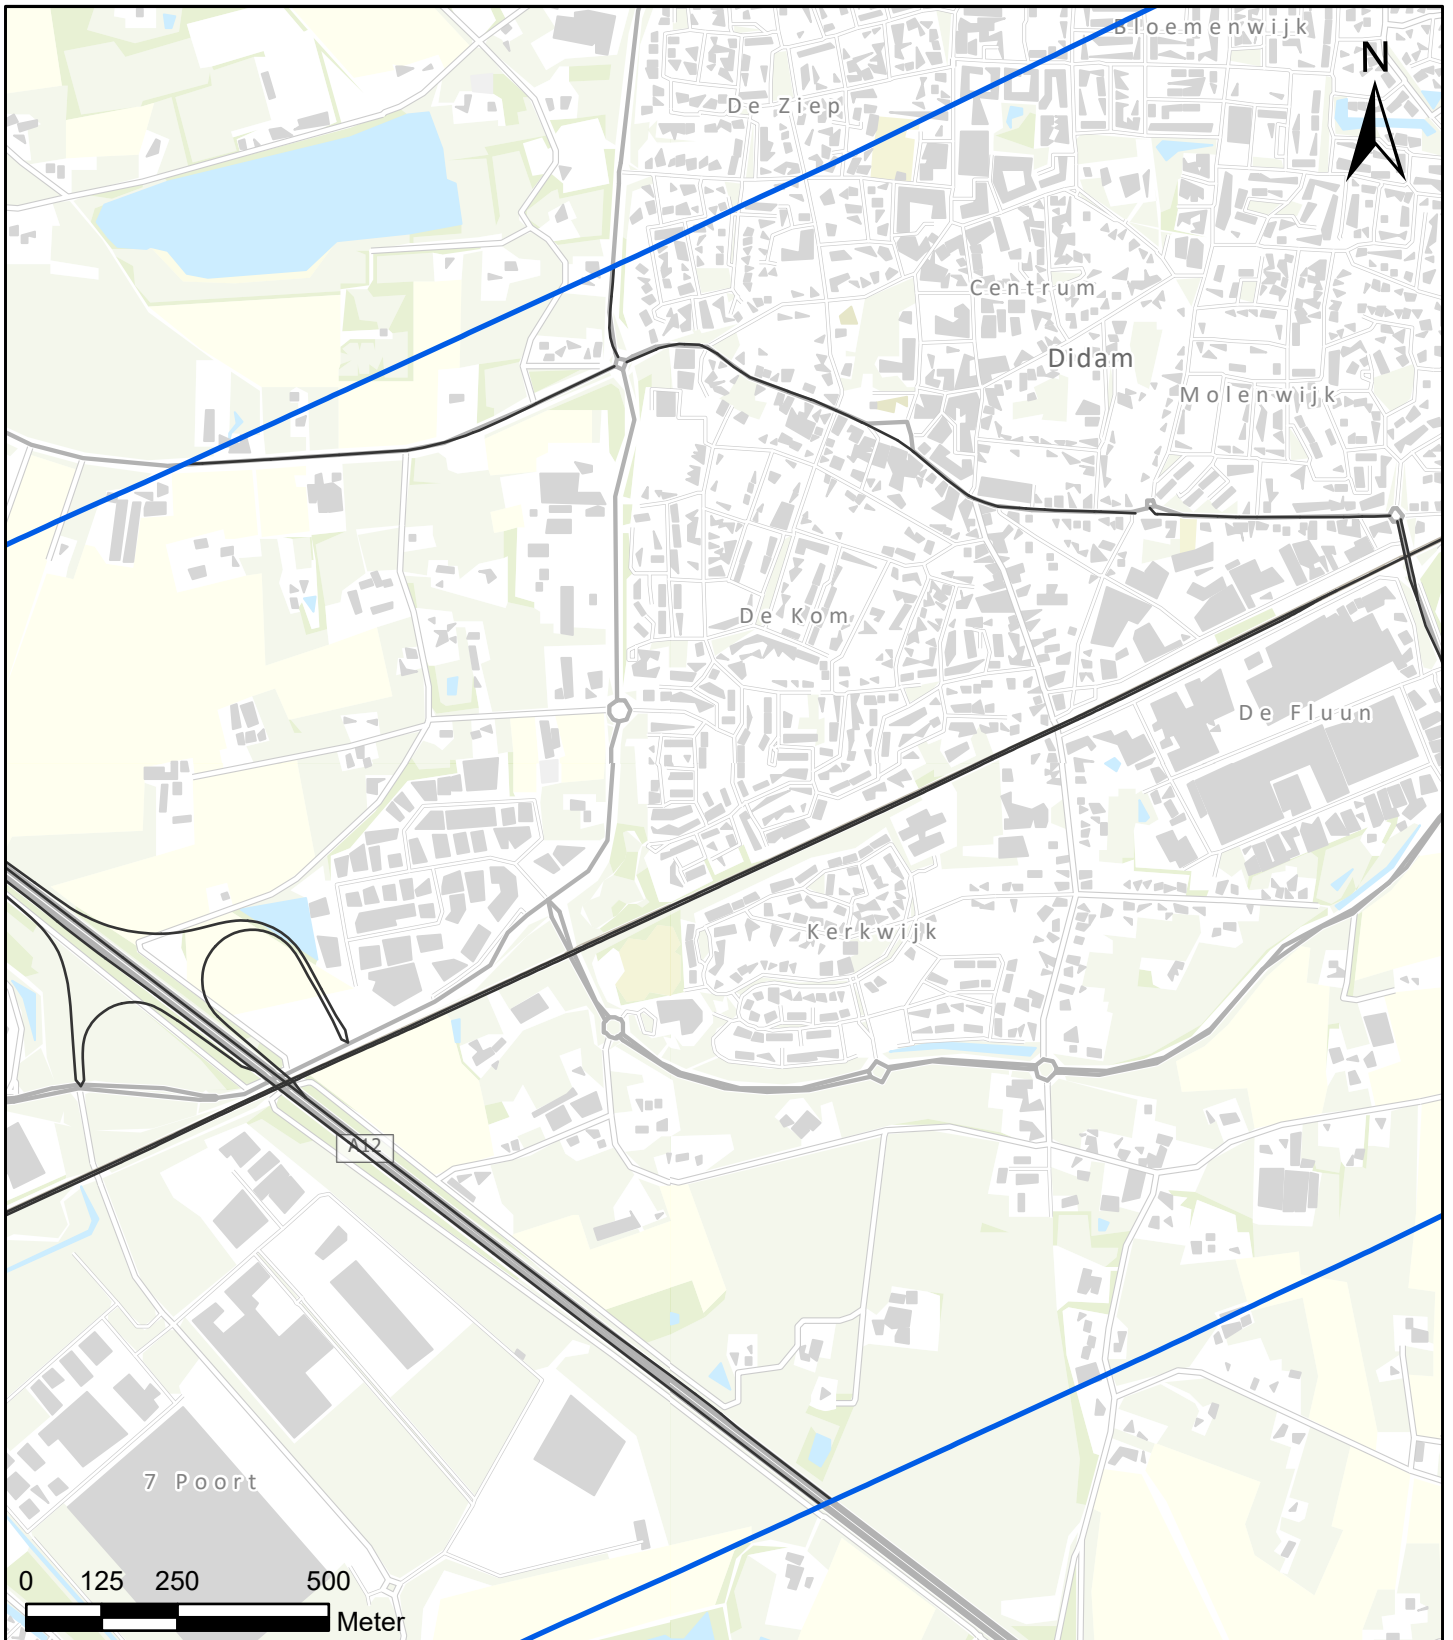 Bloemenwijk
N
De Ziep
Centrum
Didam
Molenwijk
De Kom
De Fluun
Kerkwijk
A12
7 Poort
0 125 250 500
Meter